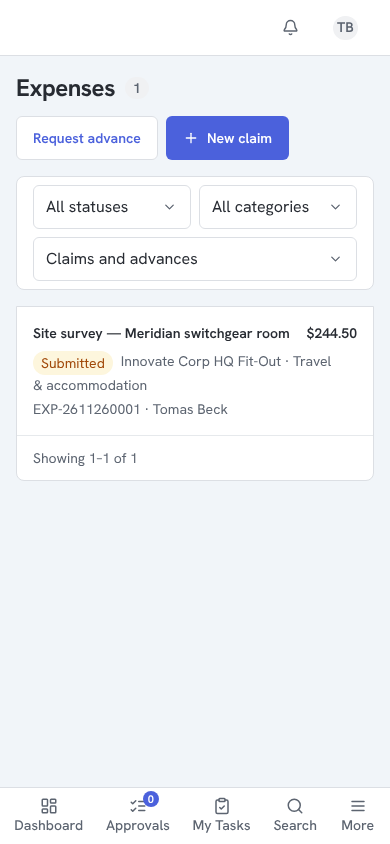 TB
Expenses 1
Request advance
New claim
All statuses
All categories
Claims and advances
Site survey — Meridian switchgear room $244.50
Submitted Innovate Corp HQ Fit-Out · Travel
& accommodation
EXP-2611260001 · Tomas Beck
Showing 1–1 of 1
0
Dashboard Approvals My Tasks Search More